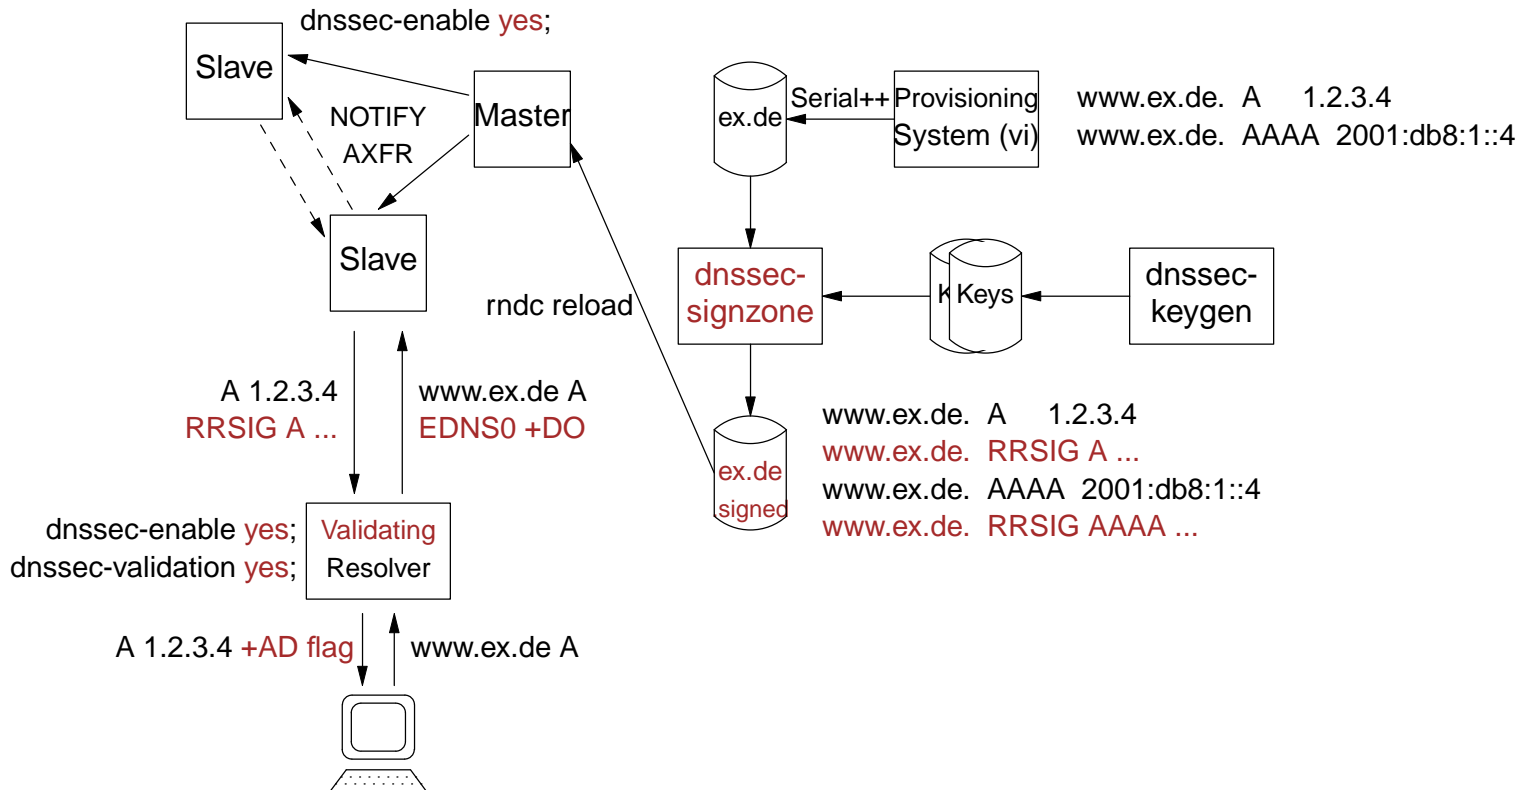 dnssec-enable yes;
Slave
NOTIFY
AXFR
Master
Slave
rndc reload
ex.de
Serial++
Provisioning
System (vi)
www.ex.de. A 1.2.3.4
www.ex.de. AAAA 2001:db8:1::4
dnssec-
signzone
K
Keys
dnssec-
keygen
A 1.2.3.4
RRSIG A ...
www.ex.de A
EDNS0 +DO
ex.de
signed
www.ex.de. A 1.2.3.4
www.ex.de. RRSIG A ...
www.ex.de. AAAA 2001:db8:1::4
www.ex.de. RRSIG AAAA ...
dnssec-enable yes;
dnssec-validation yes;
Validating
Resolver
A 1.2.3.4 +AD flag
www.ex.de A